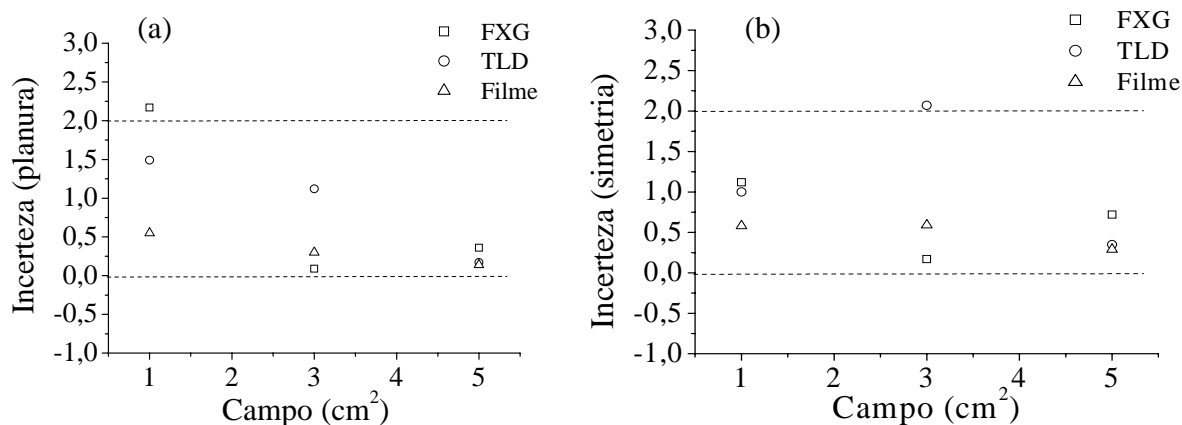 (a)
FXG
TLD
Filme
3,0
2,5
2,0
1,5
1,0
0,5
0,0
-0,5
-1,0
Incerteza (planura)
1 2 3 4 5
Campo (cm²)
(b)
FXG
TLD
Filme
3,0
2,5
2,0
1,5
1,0
0,5
0,0
-0,5
-1,0
Incerteza (simetria)
1 2 3 4 5
Campo (cm²)